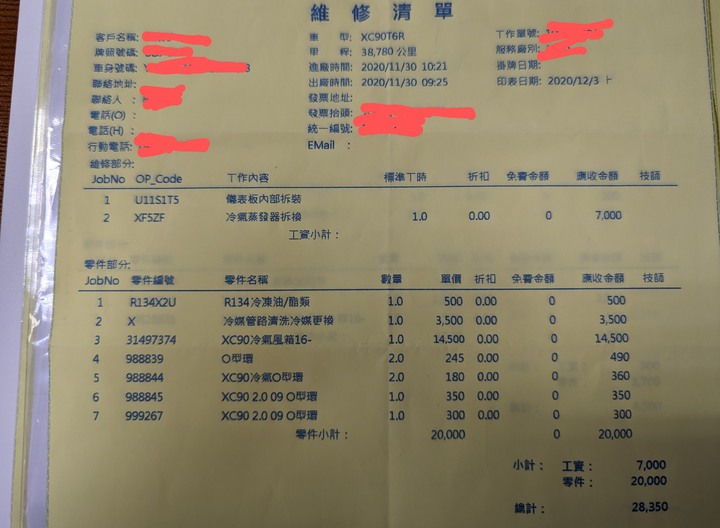 維修清單
客戶名稱:
車 型: XC90T6R
工作單號:
牌照號碼:
里 程: 38,780 公里
服務廠別:
車身號碼:
進廠時間: 2020/11/30 10:21
掛牌日期:
聯絡地址:
出廠時間: 2020/11/30 09:25
印表日期: 2020/12/3 上
聯絡人 :
發票地址:
電話(O) :
發票抬頭:
電話(H) :
統一編號:
行動電話:
EMail :
維修部分:
JobNo OP_Code 工作內容 標準工時 折扣 免費金額 應收金額 技師
1 U11S1T5 儀表板內部拆裝
2 XF5ZF 冷氣蒸發器拆換 1.0 0.00 0 7,000
工資小計:
零件部分:
JobNo 零件編號 零件名稱 數量 單價 折扣 免費金額 應收金額 技師
1 R134X2U R134冷凍油/酯類 1.0 500 0.00 0 500
2 X 冷媒管路清洗冷媒更換 1.0 3,500 0.00 0 3,500
3 31497374 XC90冷氣風箱16- 1.0 14,500 0.00 0 14,500
4 988839 O型環 2.0 245 0.00 0 490
5 988844 XC90冷氣O型環 2.0 180 0.00 0 360
6 988845 XC90 2.0 09 O型環 1.0 350 0.00 0 350
7 999267 XC90 2.0 09 O型環 1.0 300 0.00 0 300
零件小計: 20,000 0 20,000
小計: 工資: 7,000
零件: 20,000
總計: 28,350